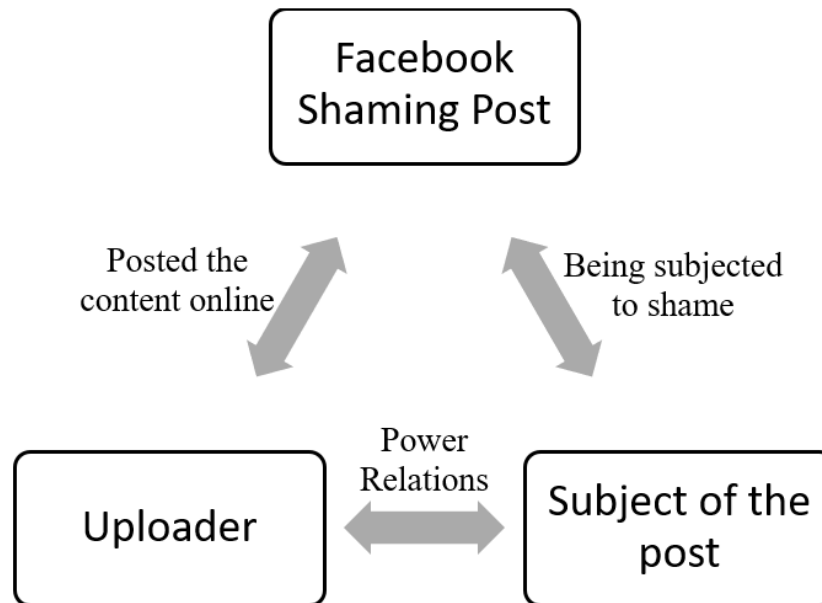 Facebook
Shaming Post
Posted the
content online
Being subjected
to shame
Power
Relations
Uploader
Subject of the
post